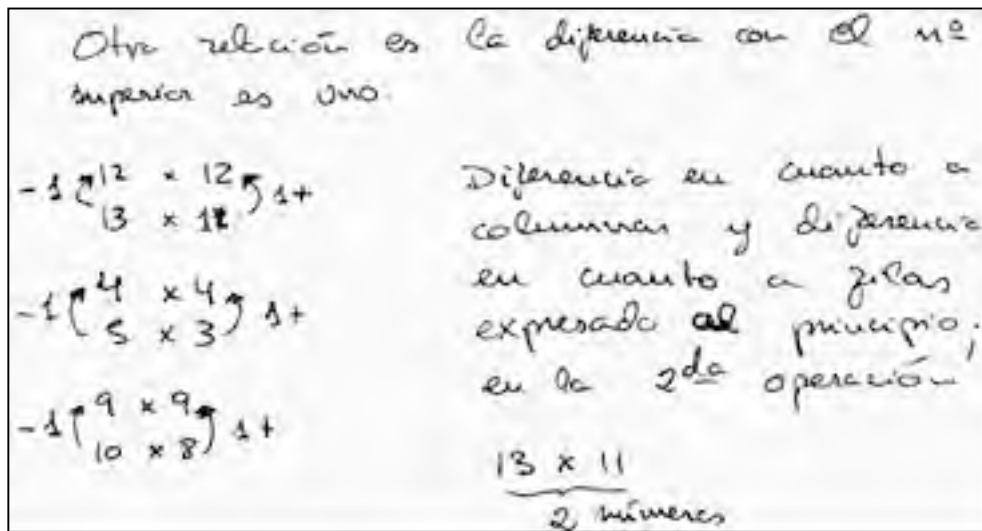 Otra relación es la diferencia con el nº
superior es uno.
-1 12 x 12 1+
13 x 11
-1 4 x 4 1+
5 x 3
-1 9 x 9 1+
10 x 8
Diferencia en cuanto a
columnas y diferencia
en cuanto a filas
expresada al principio;
en la 2da operación
13 x 11
2 números